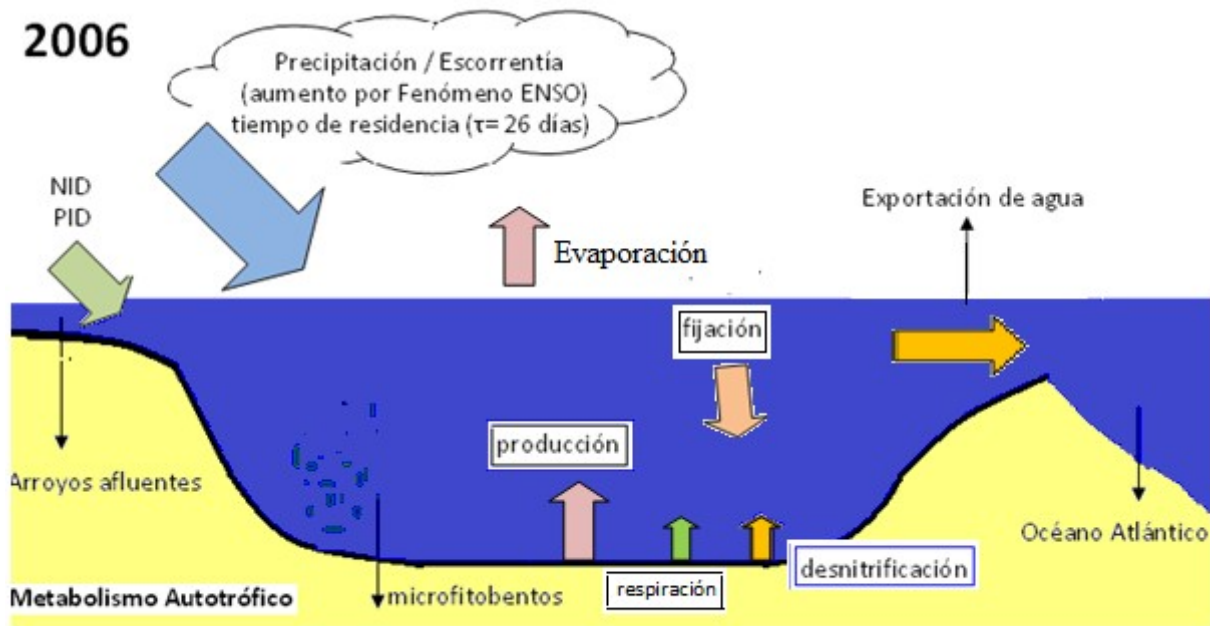 2006
Precipitación / Escorrentía
(aumento por Fenómeno ENSO)
tiempo de residencia (τ= 26 días)
NID
PID
Exportación de agua
Evaporación
fijación
producción
Arroyos afluentes
Océano Atlántico
desnitrificación
respiración
Metabolismo Autotrófico
microfitobentos